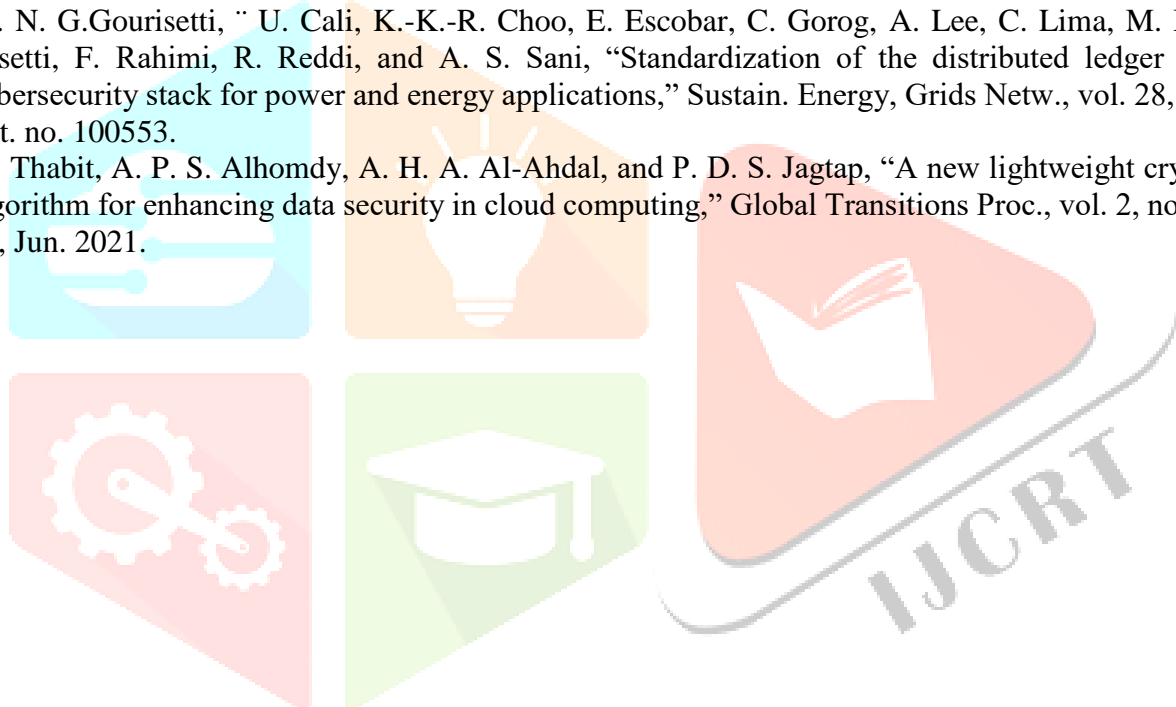 . N. G.Gourisetti, ¨ U. Cali, K.-K.-R. Choo, E. Escobar, C. Gorog, A. Lee, C. Lima, M.
setti, F. Rahimi, R. Reddi, and A. S. Sani, “Standardization of the distributed ledger
bersecurity stack for power and energy applications,” Sustain. Energy, Grids Netw., vol. 28,
t. no. 100553.
Thabit, A. P. S. Alhomdy, A. H. A. Al-Ahdal, and P. D. S. Jagtap, “A new lightweight cry
gorithm for enhancing data security in cloud computing,” Global Transitions Proc., vol. 2, no
, Jun. 2021.
IJCRT